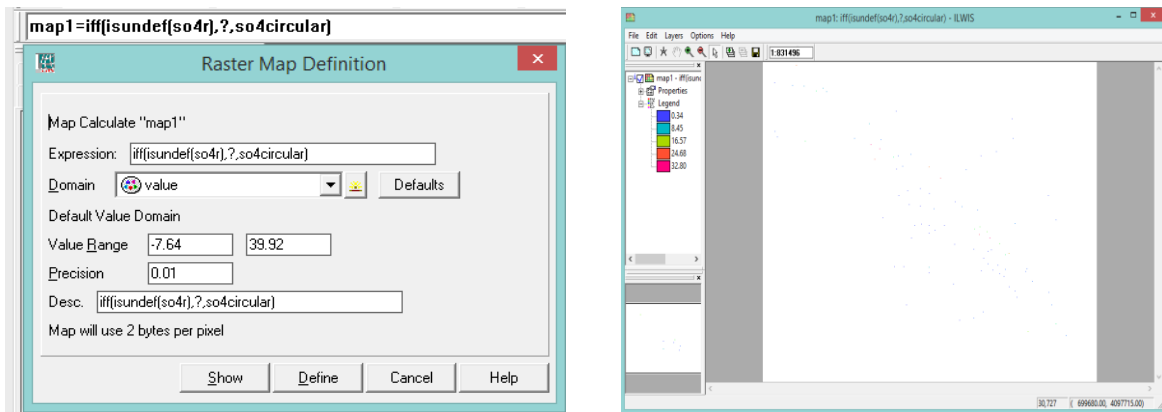 map1=iff(isundef(so4r),?,so4circular)
Raster Map Definition
Map Calculate "map1"
Expression: iff(isundef(so4r),?,so4circular)
Domain value Defaults
Default Value Domain
Value Range -7.64 39.92
Precision 0.01
Desc. iff(isundef(so4r),?,so4circular)
Map will use 2 bytes per pixel
Show Define Cancel Help
map1: iff(isundef(so4r),?,so4circular) - ILWIS
File Edit Layers Options Help
1:831496
map1 - iff(isun
Properties
Legend
0.34
8.45
16.57
24.68
32.80
30,727 ( 699680.00, 4097715.00)